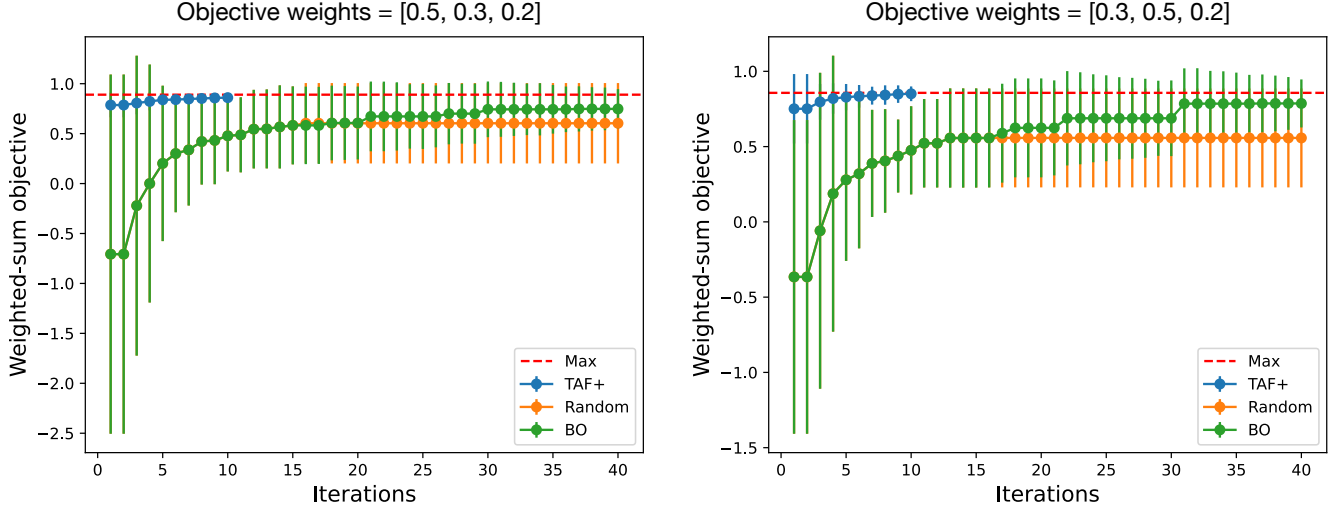 Objective weights = [0.5, 0.3, 0.2]
Weighted-sum objective
1.0
0.5
0.0
−0.5
−1.0
−1.5
−2.0
−2.5
Max
TAF+
Random
BO
0 5 10 15 20 25 30 35 40
Iterations
Objective weights = [0.3, 0.5, 0.2]
Weighted-sum objective
1.0
0.5
0.0
−0.5
−1.0
−1.5
Max
TAF+
Random
BO
0 5 10 15 20 25 30 35 40
Iterations